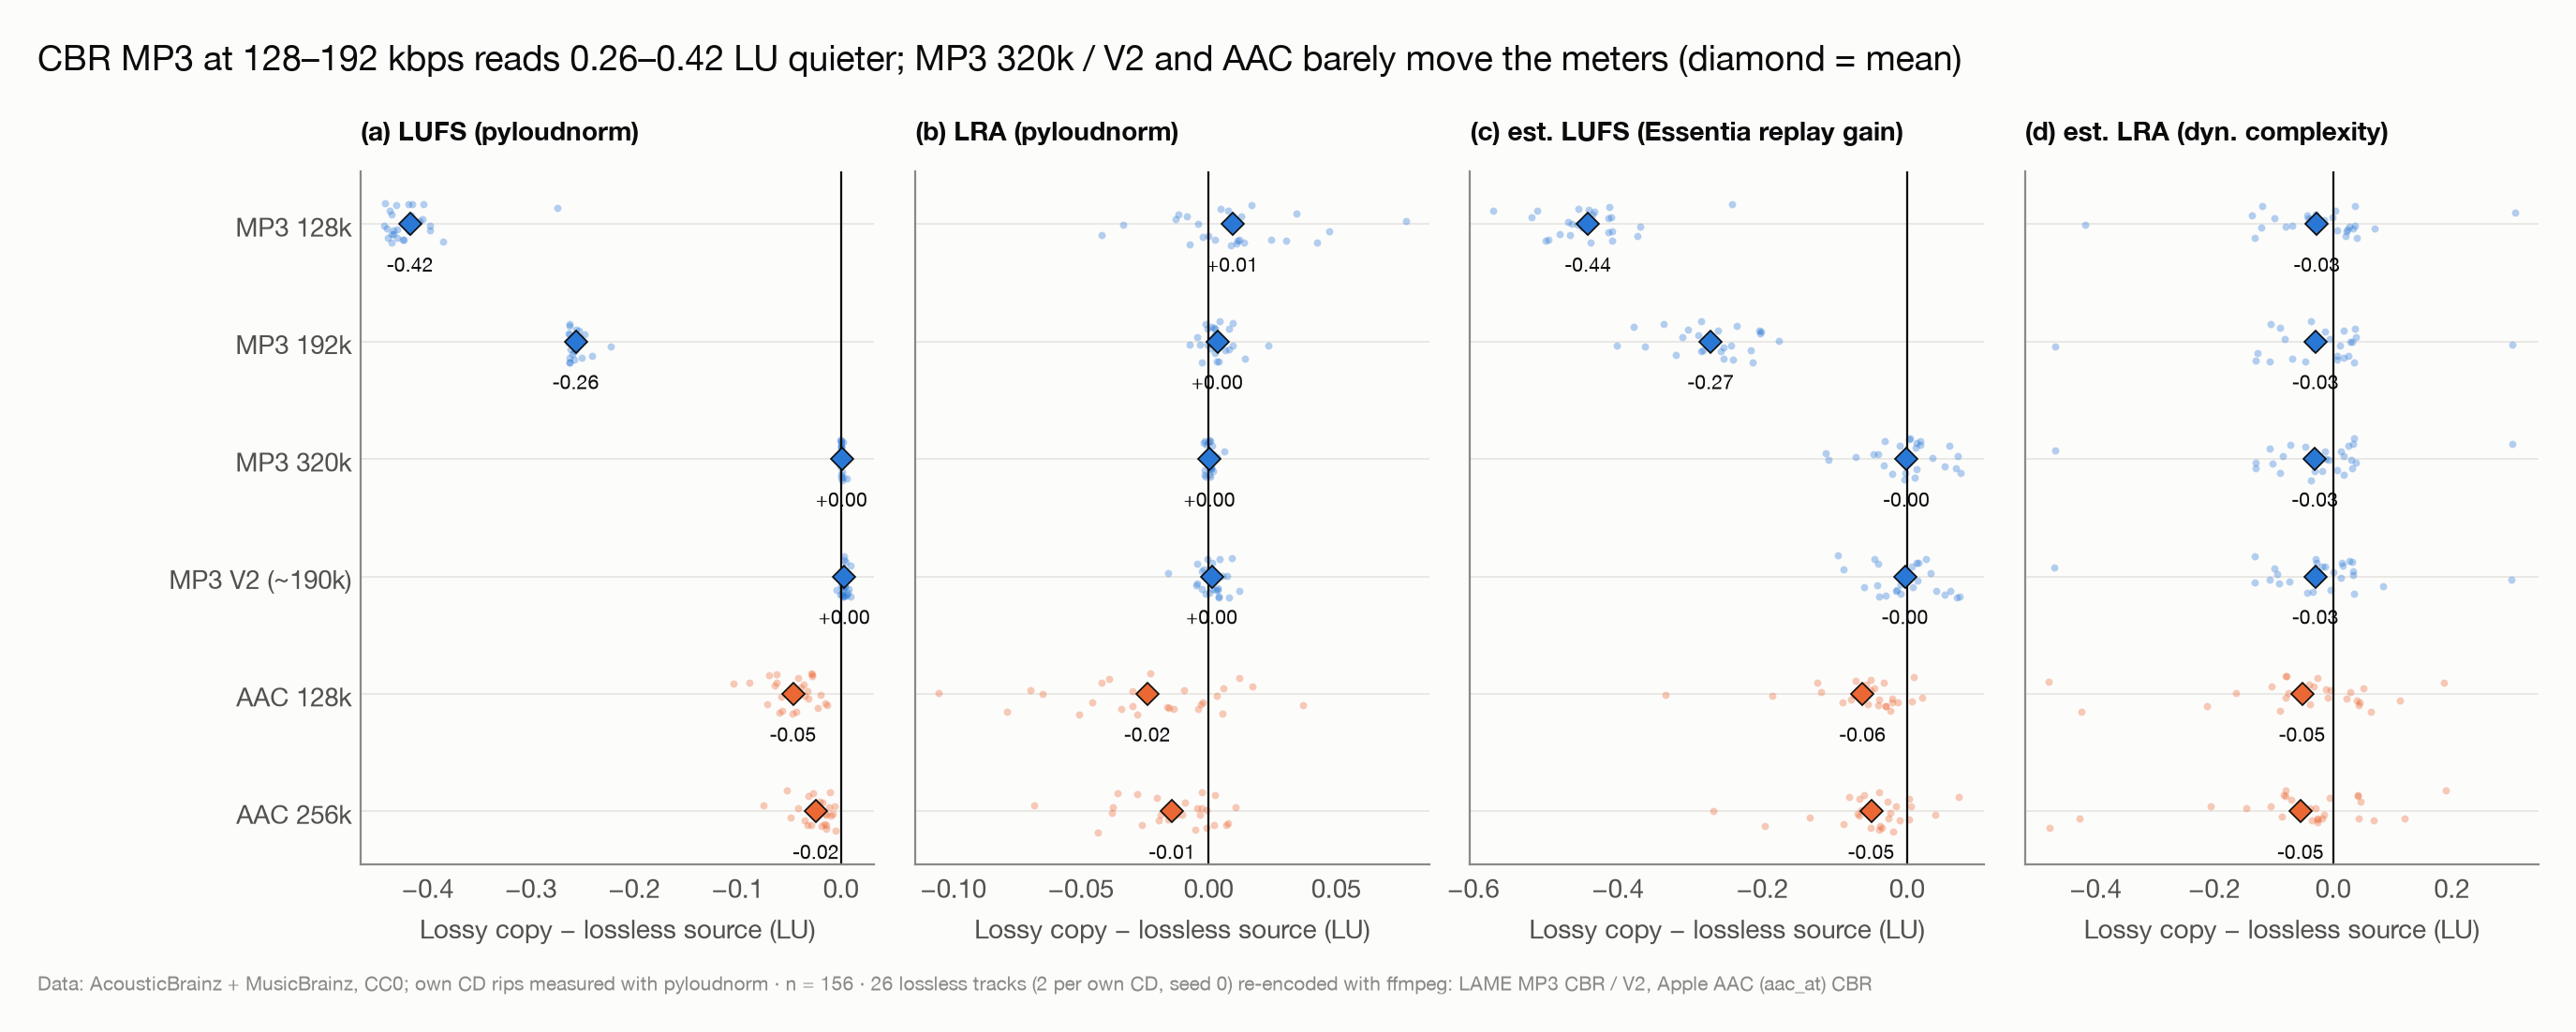 CBR MP3 at 128–192 kbps reads 0.26–0.42 LU quieter; MP3 320k / V2 and AAC barely move the meters (diamond = mean)
(a) LUFS (pyloudnorm)
(b) LRA (pyloudnorm)
(c) est. LUFS (Essentia replay gain)
(d) est. LRA (dyn. complexity)
MP3 128k
-0.42
+0.01
-0.44
-0.03
MP3 192k
-0.26
+0.00
-0.27
-0.03
MP3 320k
+0.00
+0.00
-0.00
-0.03
MP3 V2 (~190k)
+0.00
+0.00
-0.00
-0.03
AAC 128k
-0.05
-0.02
-0.06
-0.05
AAC 256k
-0.02
-0.01
-0.05
-0.05
−0.4 −0.3 −0.2 −0.1 0.0
−0.10 −0.05 0.00 0.05
−0.6 −0.4 −0.2 0.0
−0.4 −0.2 0.0 0.2
Lossy copy − lossless source (LU)
Lossy copy − lossless source (LU)
Lossy copy − lossless source (LU)
Lossy copy − lossless source (LU)
Data: AcousticBrainz + MusicBrainz, CC0; own CD rips measured with pyloudnorm · n = 156 · 26 lossless tracks (2 per own CD, seed 0) re-encoded with ffmpeg: LAME MP3 CBR / V2, Apple AAC (aac_at) CBR